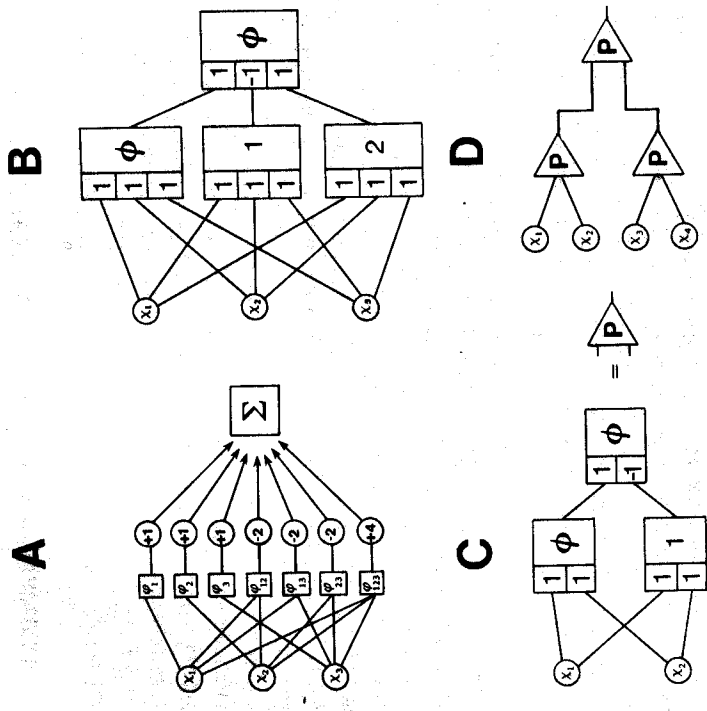 A
X₁
X₂
X₃
φ₁ +1
φ₂ +1
φ₃ +1
φ₁₂ -2
φ₁₃ -2
φ₂₃ -2
φ₁₂₃ +4
Σ
B
X₁
X₂
X₃
1
1
1
ϕ
1
1
1
1
1
1
1
2
1
-1
1
ϕ
C
X₁
X₂
1
1
ϕ
1
1
1
1
-1
ϕ
= P
D
X₁
X₂
X₃
X₄
P
P
P